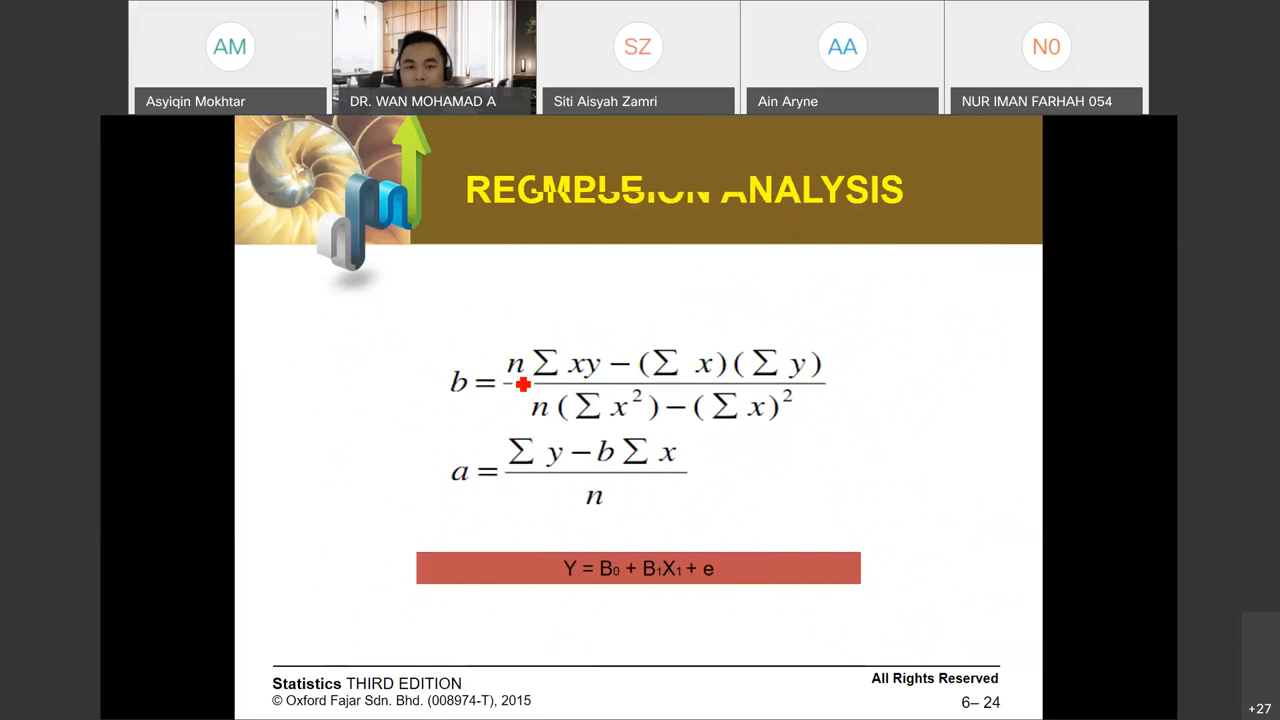 AM
SZ
AA
N0
Asyiqin Mokhtar
DR. WAN MOHAMAD A
Siti Aisyah Zamri
Ain Aryne
NUR IMAN FARHAH 054
ANALYSIS
b = n ∑ xy − (∑ x)(∑ y)
n (∑ x²) − (∑ x)²
a = ∑ y − b ∑ x
n
Y = B₀ + B₁X₁ + e
Statistics THIRD EDITION
All Rights Reserved
© Oxford Fajar Sdn. Bhd. (008974-T), 2015
6– 24
+27